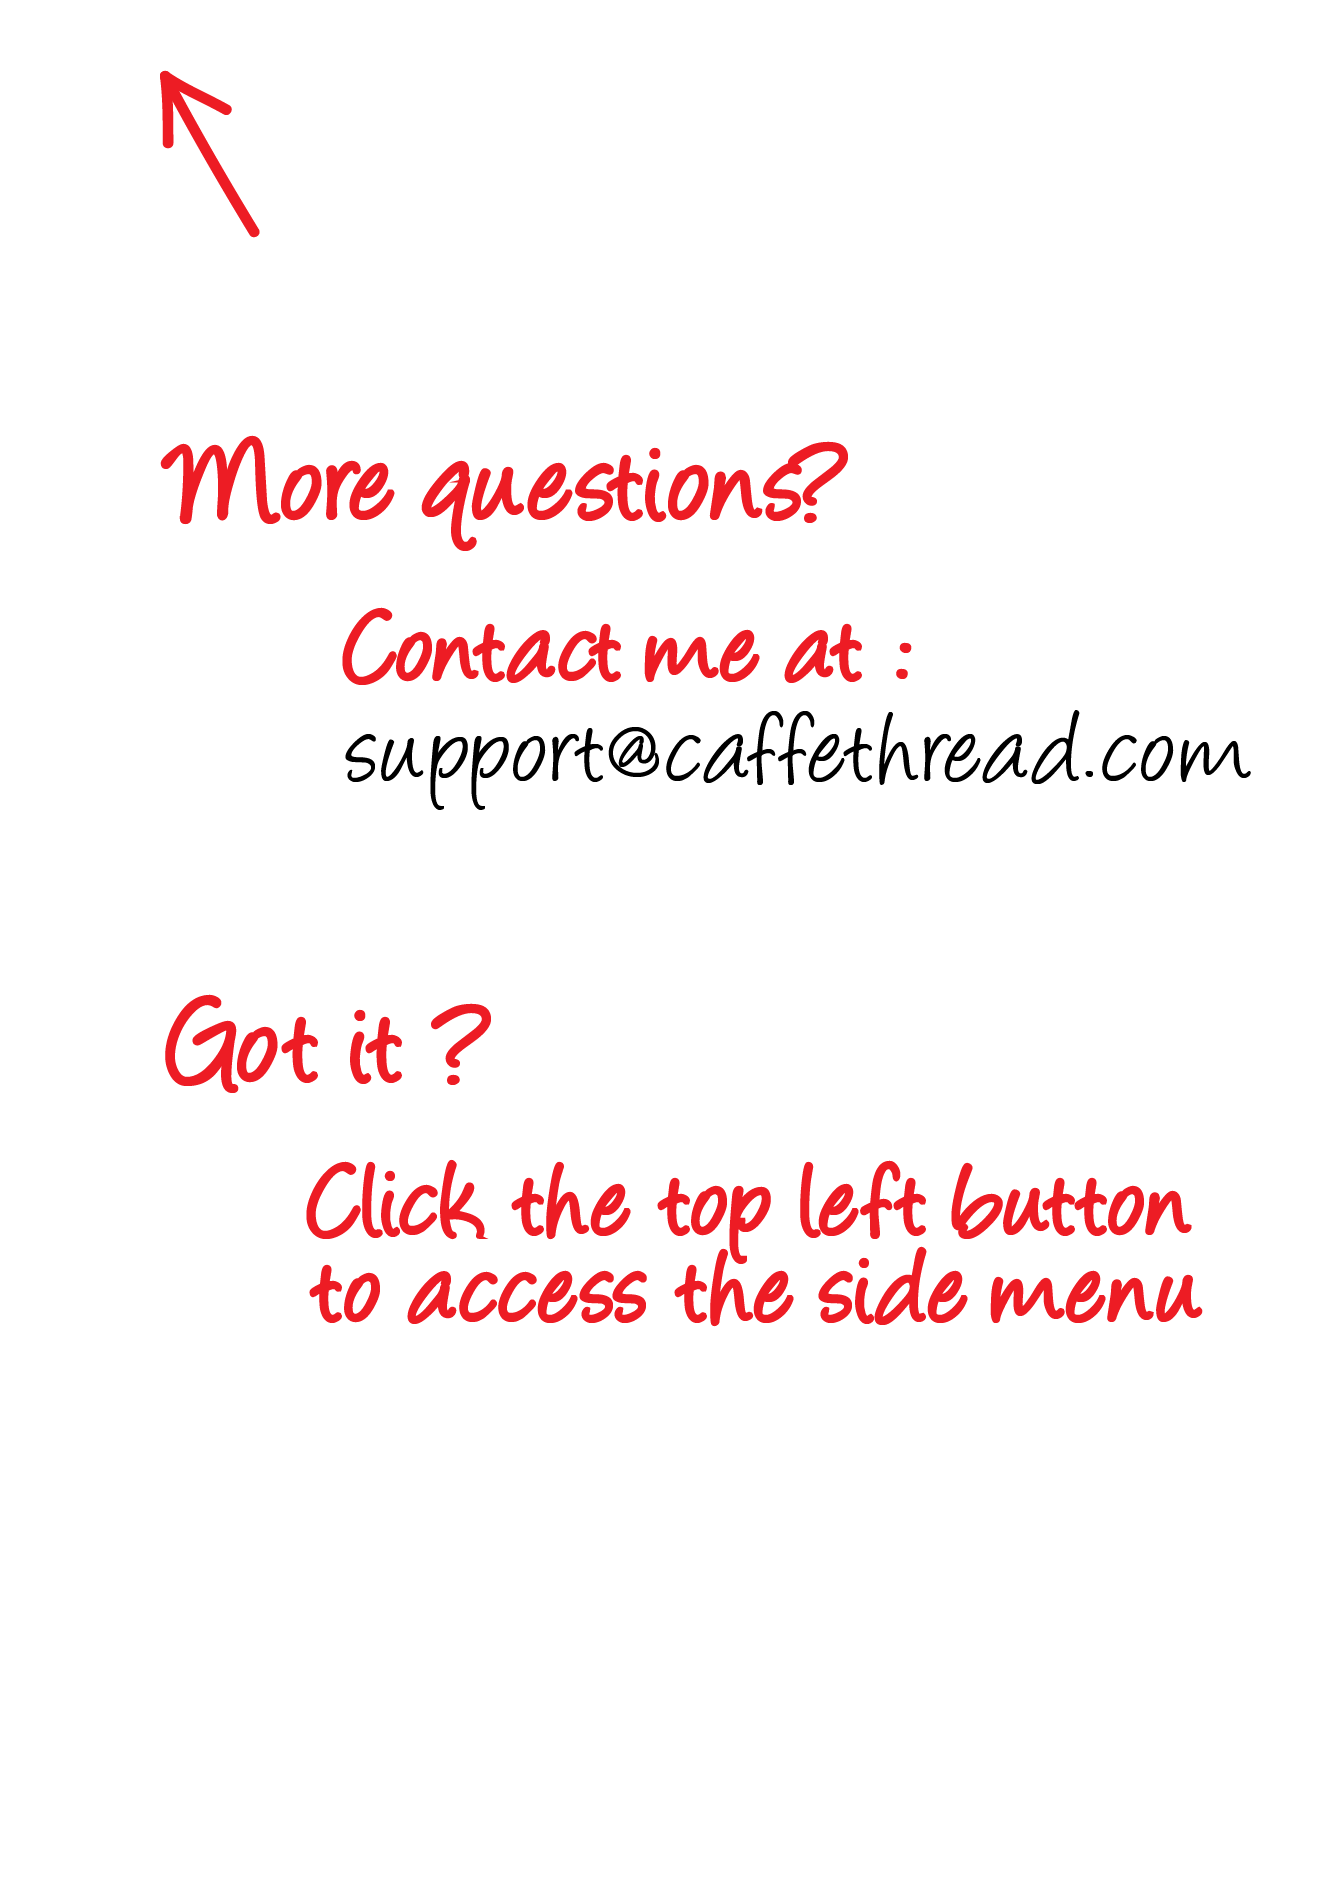 More questions?
Contact me at :
support@caffethread.com
Got it ?
Click the top left button
to access the side menu